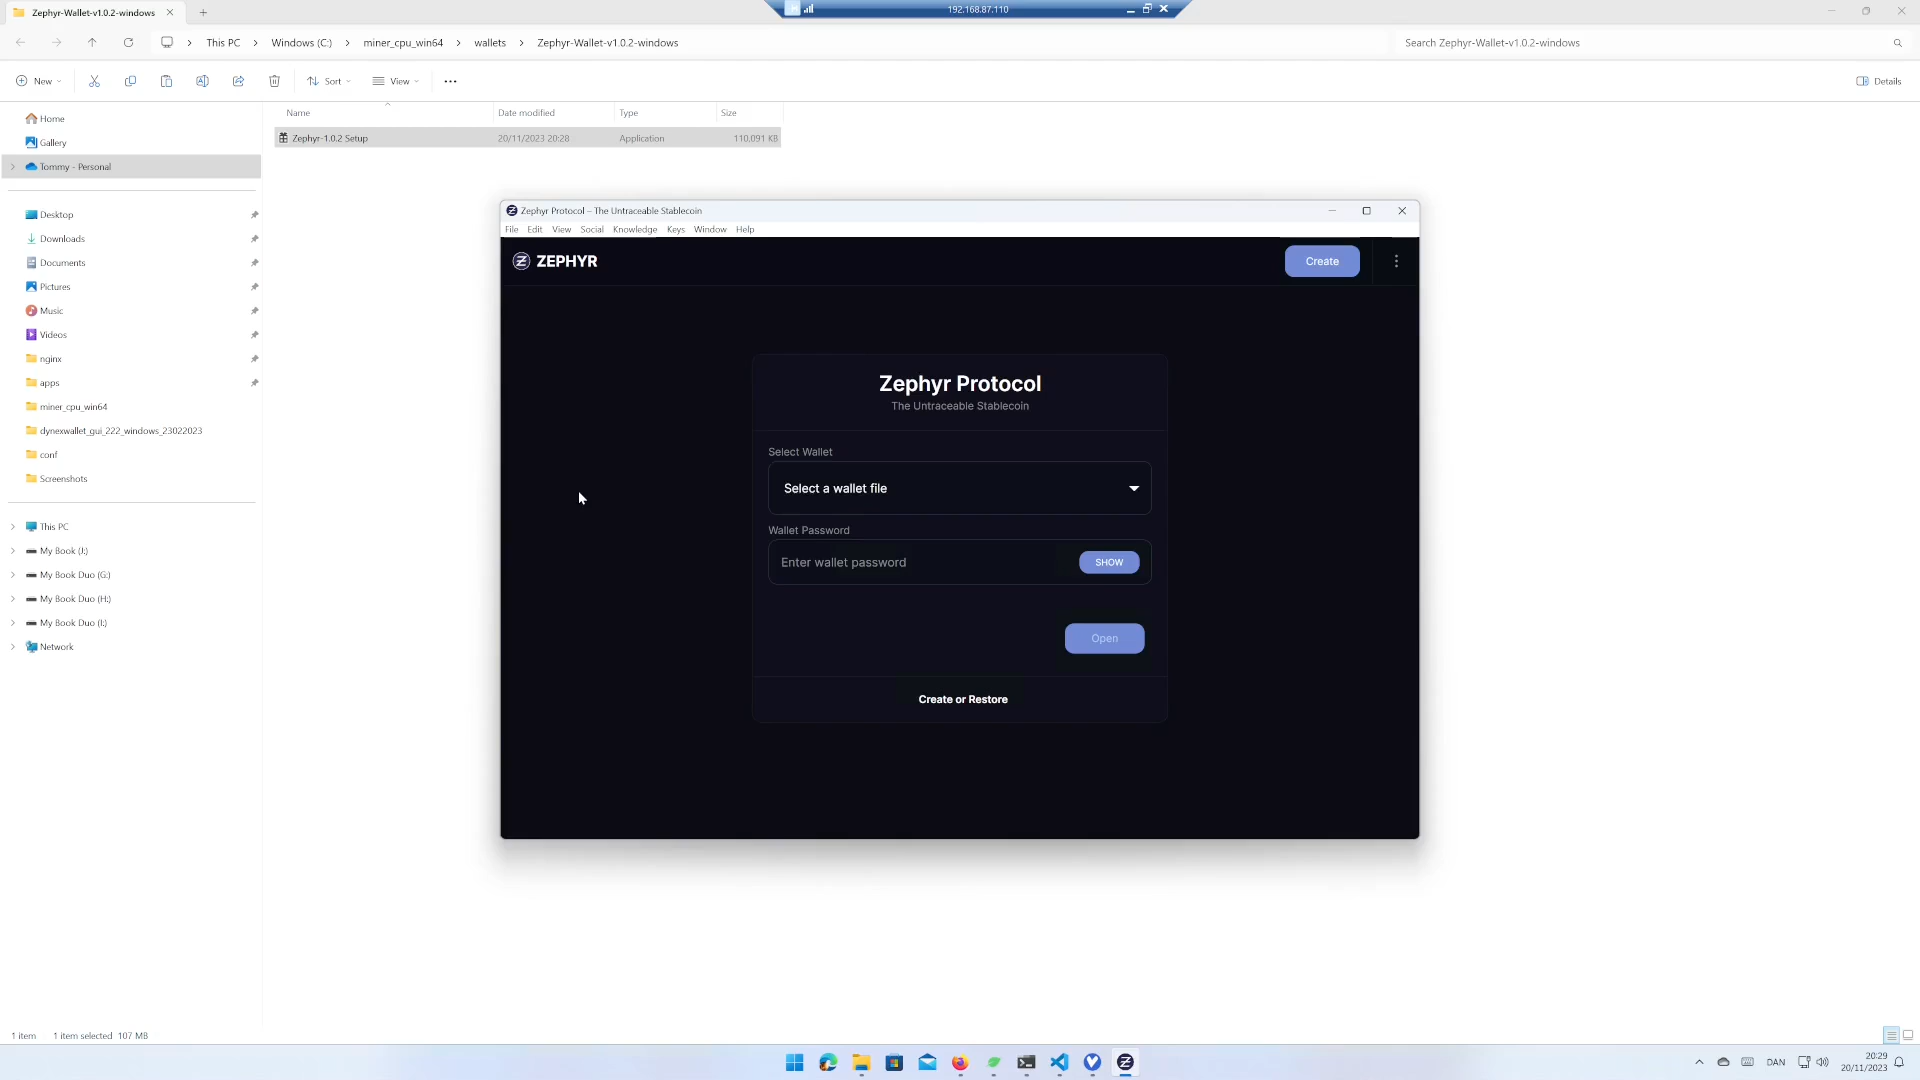 Zephyr-Wallet-v1.0.2-windows
192.168.87.110
This PC > Windows (C:) > miner_cpu_win64 > wallets > Zephyr-Wallet-v1.0.2-windows
Search Zephyr-Wallet-v1.0.2-windows
New
Sort
View
Details
Name
Date modified
Type
Size
Zephyr-1.0.2 Setup
20/11/2023 20:28
Application
110,091 KB
Home
Gallery
Tommy - Personal
Desktop
Downloads
Documents
Pictures
Music
Videos
nginx
apps
miner_cpu_win64
dynexwallet_gui_222_windows_23022023
conf
Screenshots
This PC
My Book (J:)
My Book Duo (G:)
My Book Duo (H:)
My Book Duo (I:)
Network
Zephyr Protocol – The Untraceable Stablecoin
File Edit View Social Knowledge Keys Window Help
ZEPHYR
Create
Zephyr Protocol
The Untraceable Stablecoin
Select Wallet
Select a wallet file
Wallet Password
Enter wallet password
SHOW
Open
Create or Restore
1 item
1 item selected 107 MB
DAN
20:29
20/11/2023